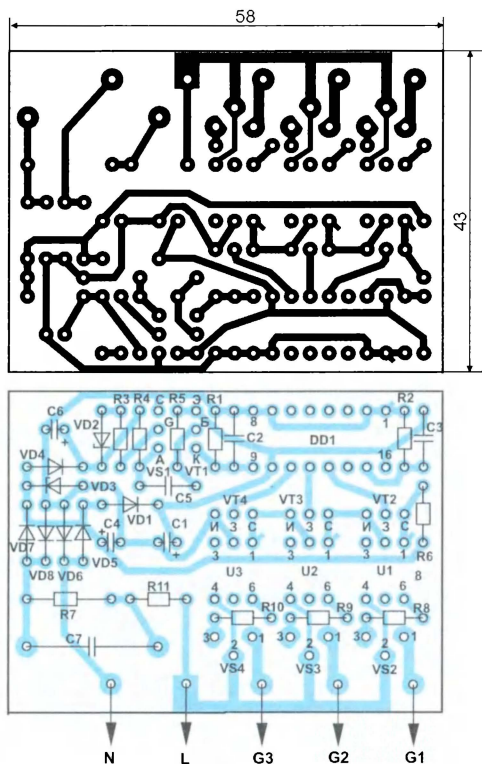 58
43
C6 R3 R4 C R5 Э R1 8 1 R2
VD2 G Б C2 DD1 C3
VD4 A К 9 16
VS1 VT1
VD3 C5 VT4 VT3 VT2
VD1
C4 C1 И З С И З С И З С
VD7 3 1 3 1 3 1 R6
VD8 VD6 VD5 U3 U2 U1 8
R11 4 6 4 6 4 6
R7 R10 R9 R8
C7 3 1 3 1 3 1
2 2 2
VS4 VS3 VS2
N L G3 G2 G1